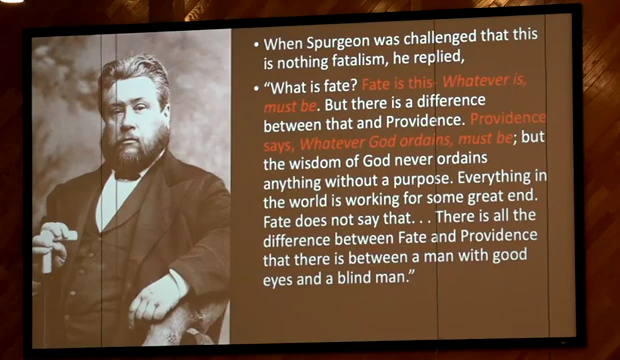 • When Spurgeon was challenged that this
is nothing fatalism, he replied,
• “What is fate? Fate is this- Whatever is,
must be. But there is a difference
between that and Providence. Providence
says, Whatever God ordains, must be; but
the wisdom of God never ordains
anything without a purpose. Everything in
the world is working for some great end.
Fate does not say that. . . There is all the
difference between Fate and Providence
that there is between a man with good
eyes and a blind man.”